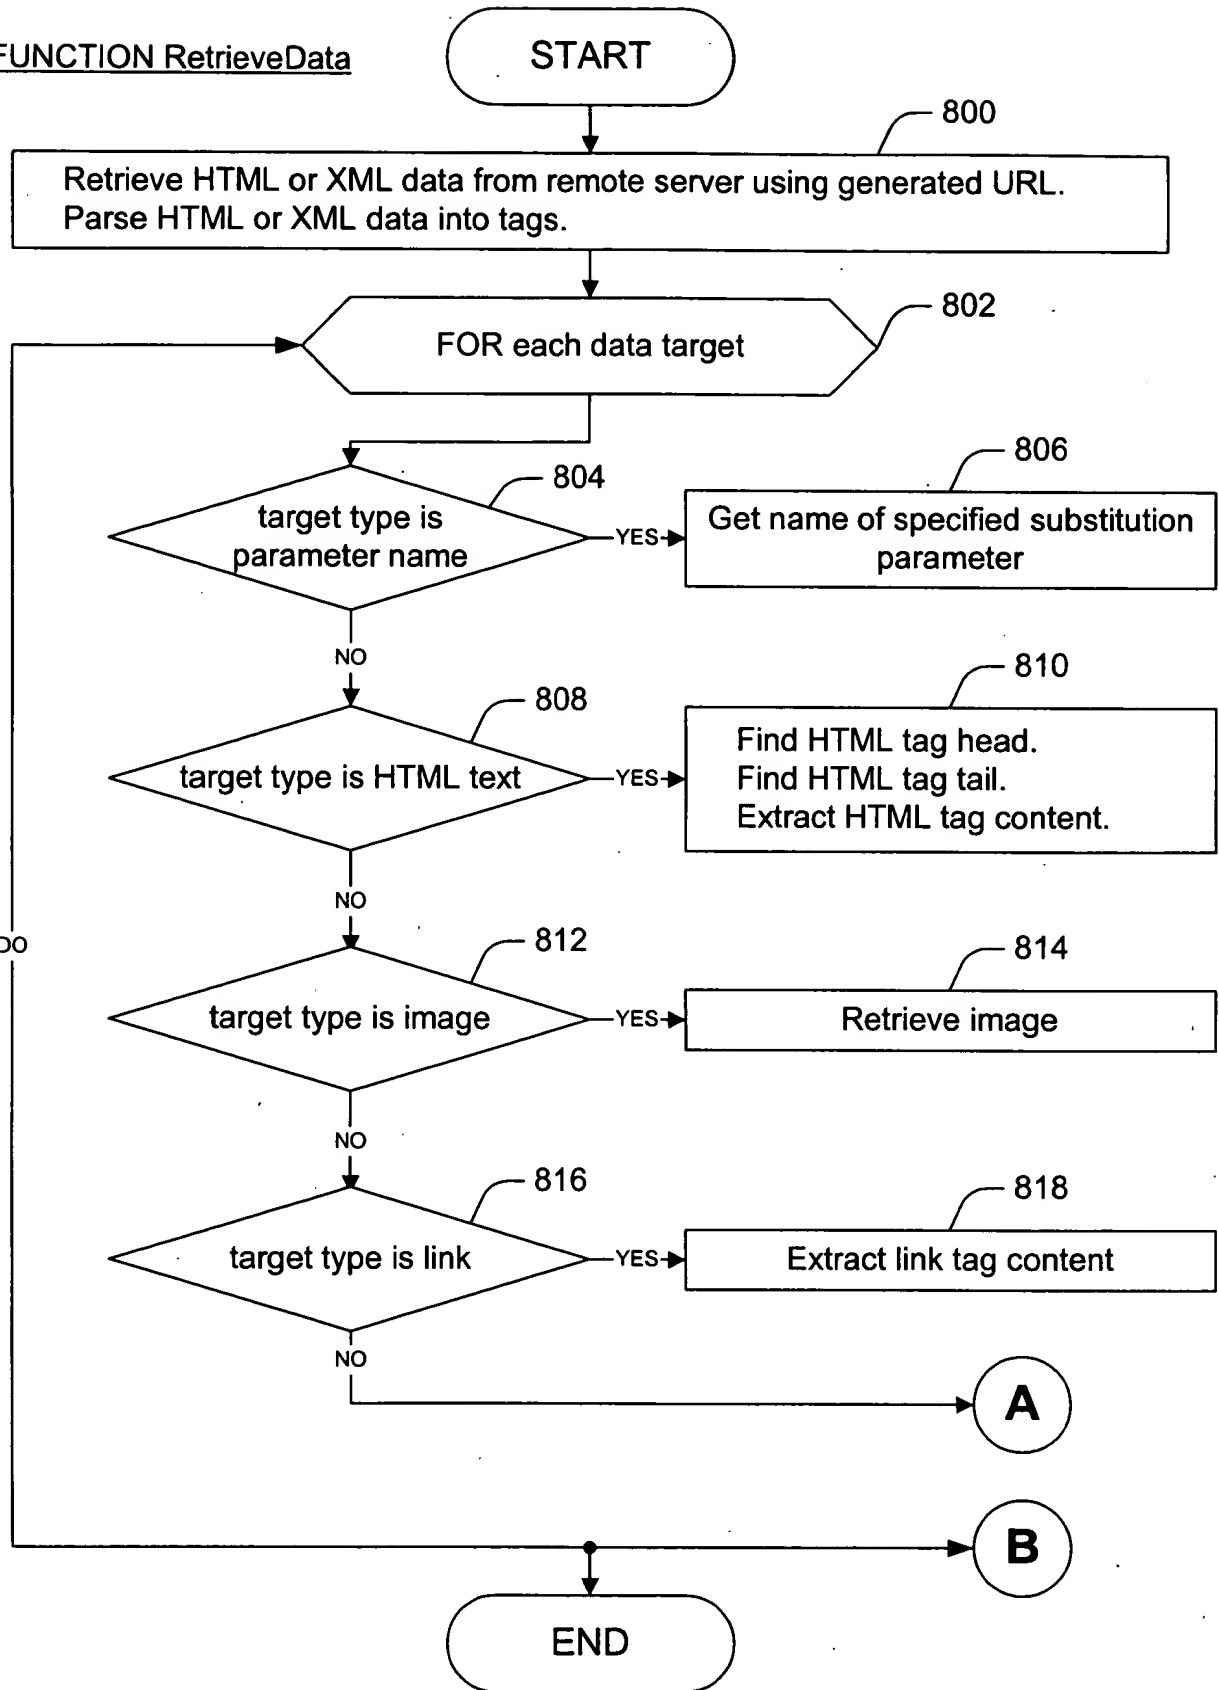 FUNCTION RetrieveData
START
800
Retrieve HTML or XML data from remote server using generated URL.
Parse HTML or XML data into tags.
802
FOR each data target
804
target type is
parameter name
YES
806
Get name of specified substitution
parameter
NO
808
target type is HTML text
YES
810
Find HTML tag head.
Find HTML tag tail.
Extract HTML tag content.
NO
DO
812
target type is image
YES
814
Retrieve image
NO
816
target type is link
YES
818
Extract link tag content
NO
A
B
END